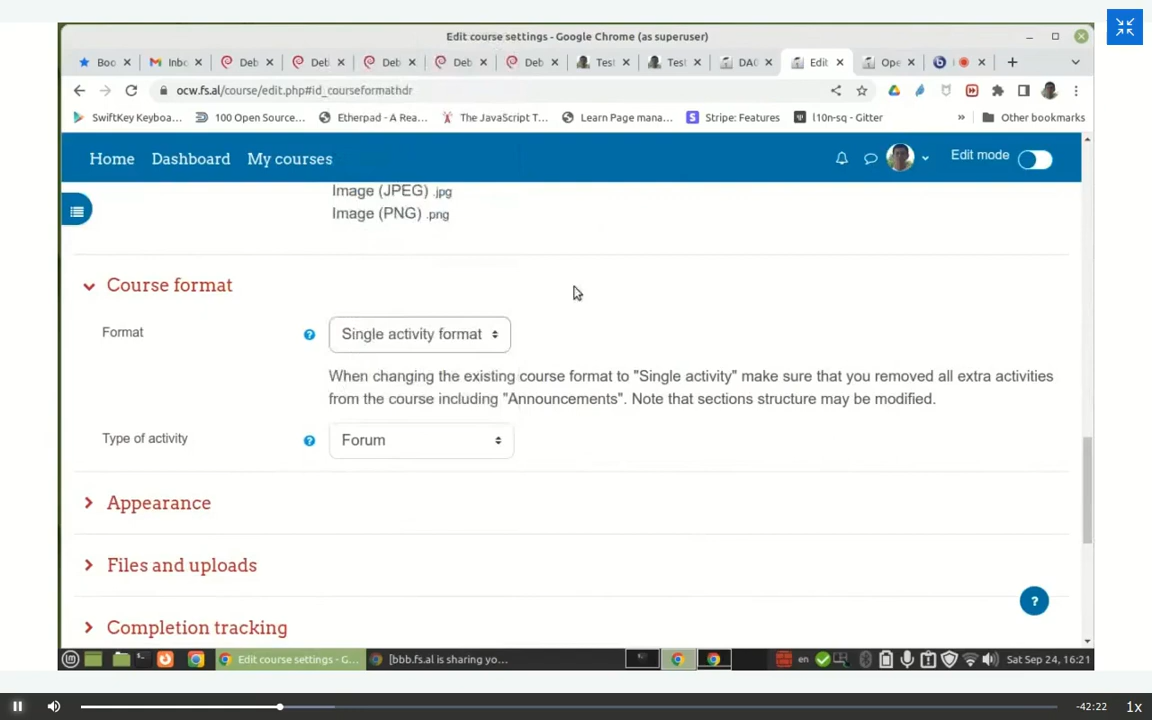 Edit course settings - Google Chrome (as superuser)
Boo
Inbo
Deb
Deb
Deb
Deb
Deb
Test
Test
DA
Edit
Ope
ocw.fs.al/course/edit.php#id_courseformathdr
SwiftKey Keyboa...
100 Open Source...
Etherpad - A Rea...
The JavaScript T...
Learn Page mana...
Stripe: Features
l10n-sq - Gitter
»
Other bookmarks
Home
Dashboard
My courses
Edit mode
Image (JPEG) .jpg
Image (PNG) .png
Course format
Format
Single activity format
When changing the existing course format to "Single activity" make sure that you removed all extra activities
from the course including "Announcements". Note that sections structure may be modified.
Type of activity
Forum
Appearance
Files and uploads
?
Completion tracking
Edit course settings - G...
[bbb.fs.al is sharing yo...
en
Sat Sep 24, 16:21
-42:22
1x